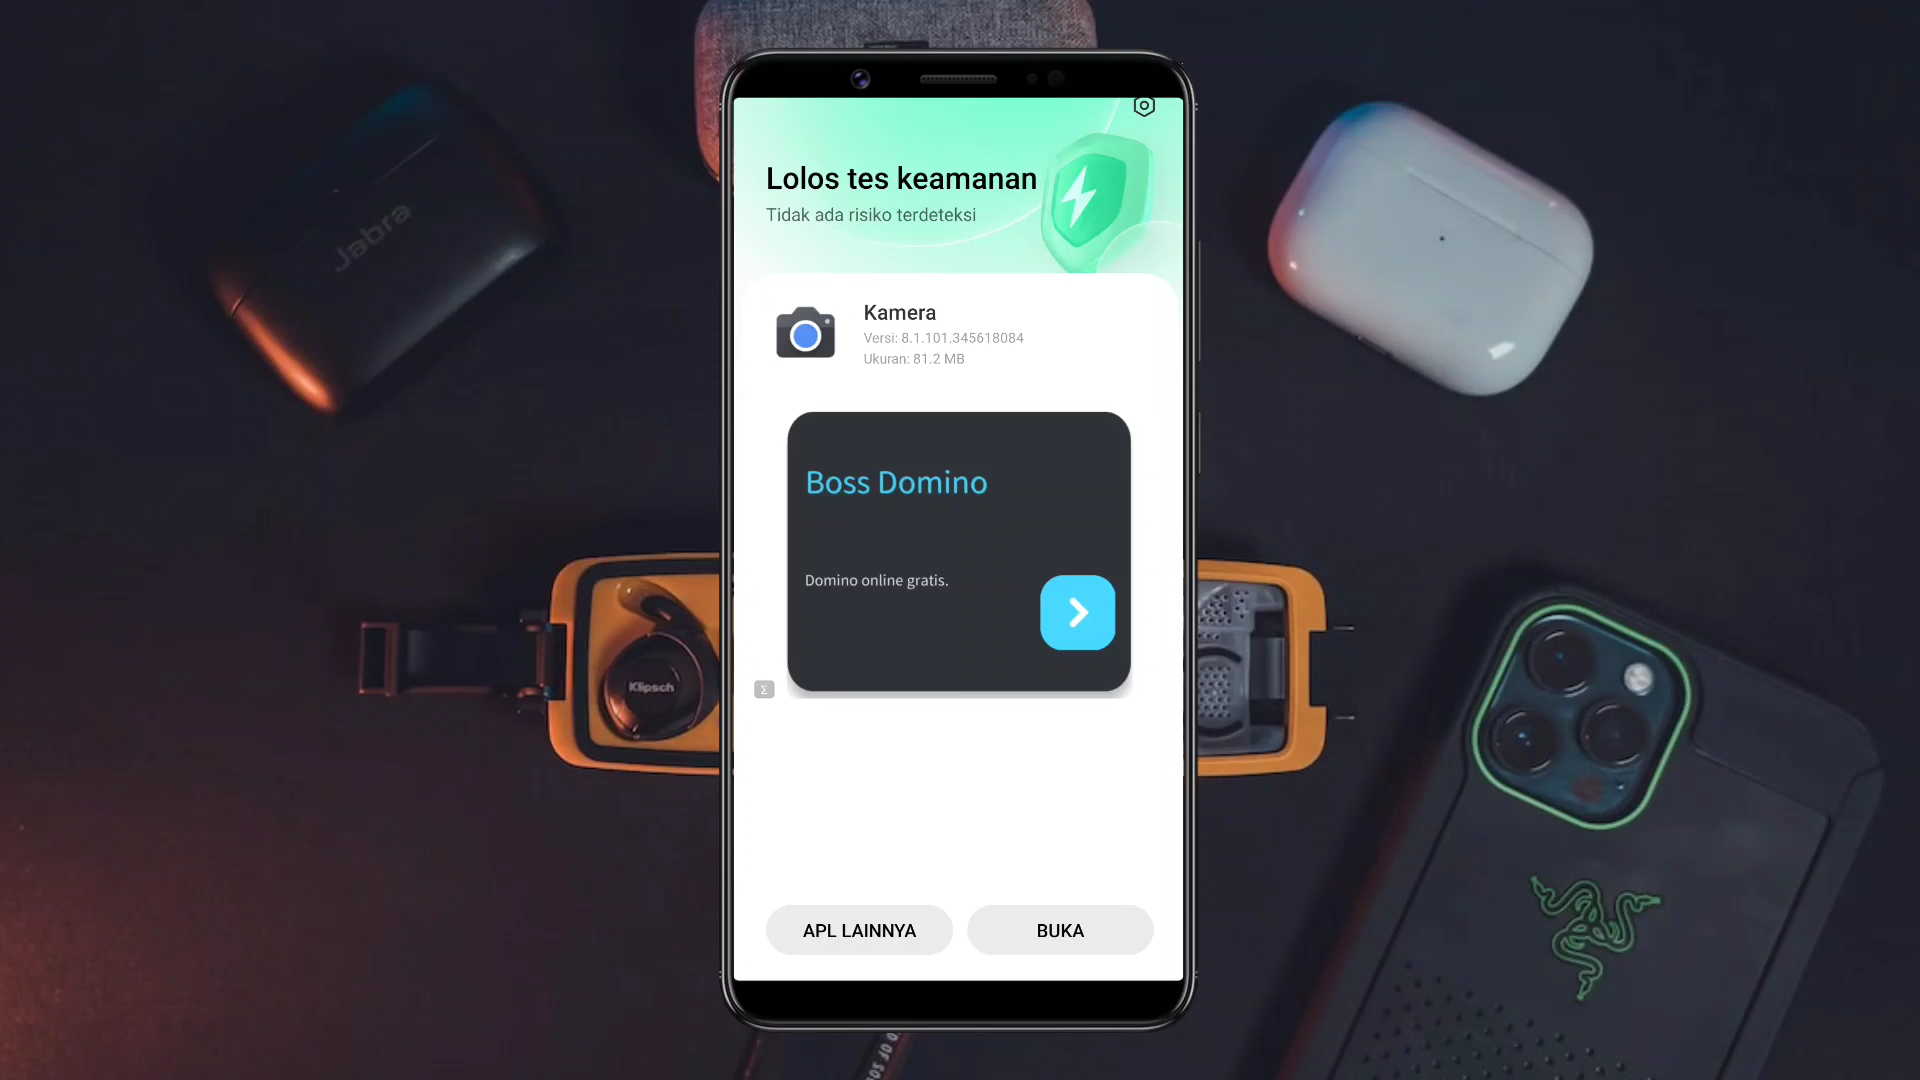 Lolos tes keamanan
Tidak ada risiko terdeteksi
Kamera
Versi: 8.1.101.345618084
Ukuran: 81.2 MB
Boss Domino
Domino online gratis.
Σ
APL LAINNYA
BUKA
Jabra
Klipsch